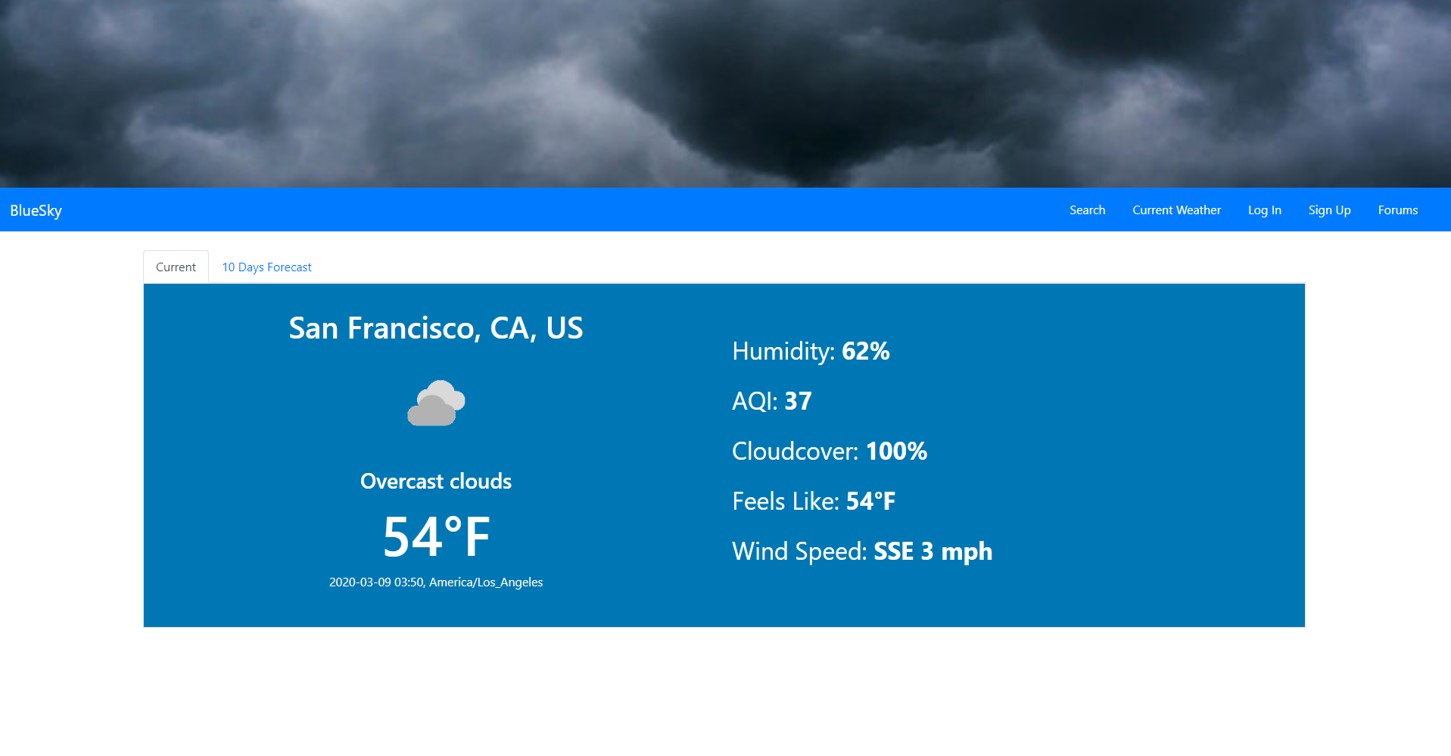 BlueSky
Search Current Weather Log In Sign Up Forums
Current 10 Days Forecast
San Francisco, CA, US
Overcast clouds
54°F
2020-03-09 03:50, America/Los_Angeles
Humidity: 62%
AQI: 37
Cloudcover: 100%
Feels Like: 54°F
Wind Speed: SSE 3 mph